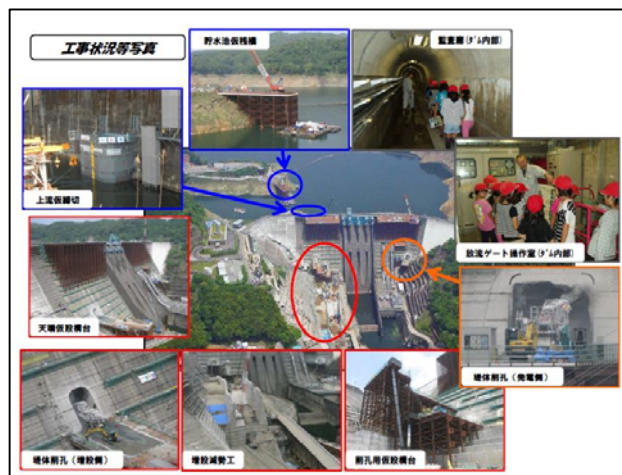 工事状況等写真
貯水池仮桟橋
監査廊(ダム内部)
上流仮締切
放流ゲート操作室(ダム内部)
天端仮設構台
堤体削孔(発電側)
堤体削孔(増設側)
増設減勢工
削孔用仮設構台